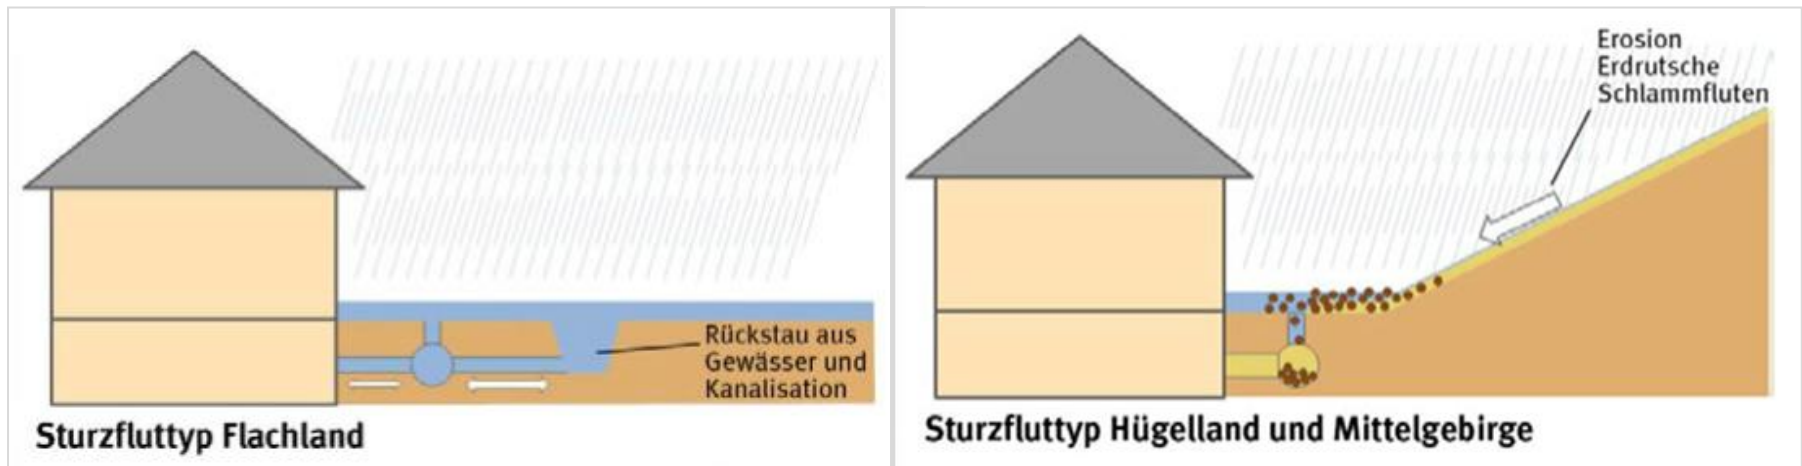 Rückstau aus
Gewässer und
Kanalisation
Sturzfluttyp Flachland
Erosion
Erdrutsche
Schlammfluten
Sturzfluttyp Hügelland und Mittelgebirge